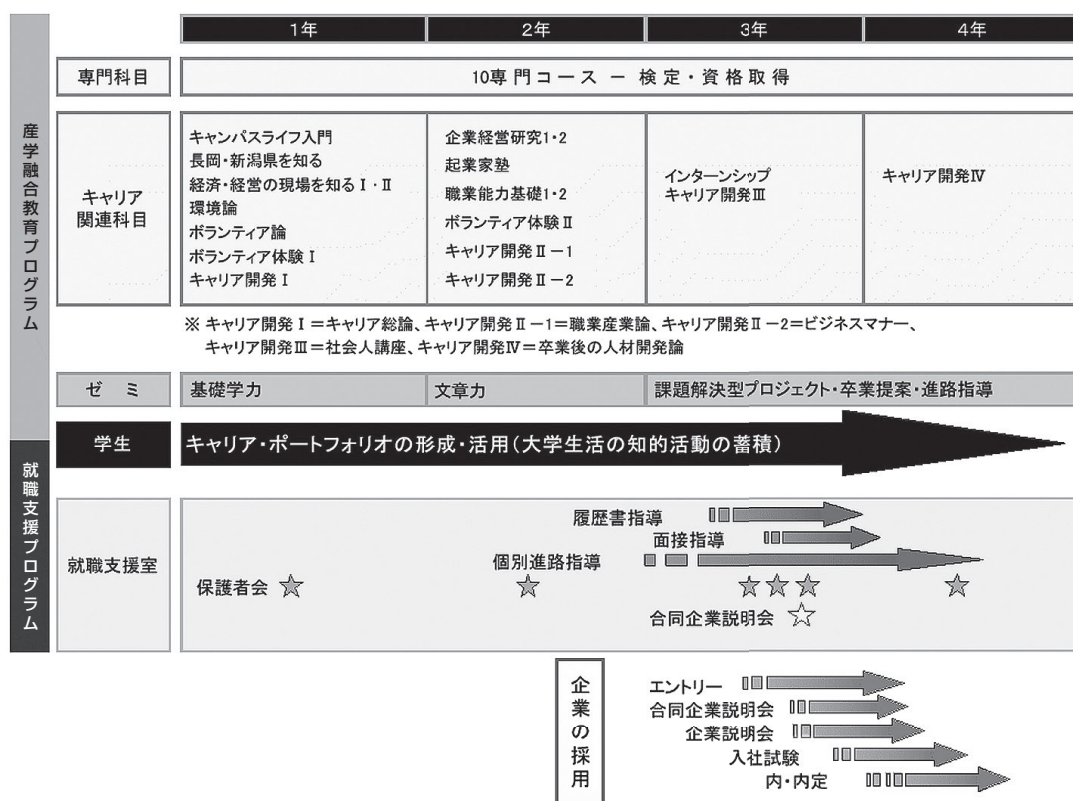 1年
2年
3年
4年
産学融合教育プログラム
専門科目
10専門コース － 検定・資格取得
キャリア
関連科目
キャンパスライフ入門
長岡・新潟県を知る
経済・経営の現場を知るⅠ・Ⅱ
環境論
ボランティア論
ボランティア体験Ⅰ
キャリア開発Ⅰ
企業経営研究1・2
起業家塾
職業能力基礎1・2
ボランティア体験Ⅱ
キャリア開発Ⅱ－1
キャリア開発Ⅱ－2
インターンシップ
キャリア開発Ⅲ
キャリア開発Ⅳ
※ キャリア開発Ⅰ＝キャリア総論、キャリア開発Ⅱ－1＝職業産業論、キャリア開発Ⅱ－2＝ビジネスマナー、
キャリア開発Ⅲ＝社会人講座、キャリア開発Ⅳ＝卒業後の人材開発論
ゼ ミ
基礎学力
文章力
課題解決型プロジェクト・卒業提案・進路指導
学生
キャリア・ポートフォリオの形成・活用（大学生活の知的活動の蓄積）
就職支援プログラム
就職支援室
履歴書指導
面接指導
個別進路指導
保護者会
合同企業説明会
企業の採用
エントリー
合同企業説明会
企業説明会
入社試験
内・内定